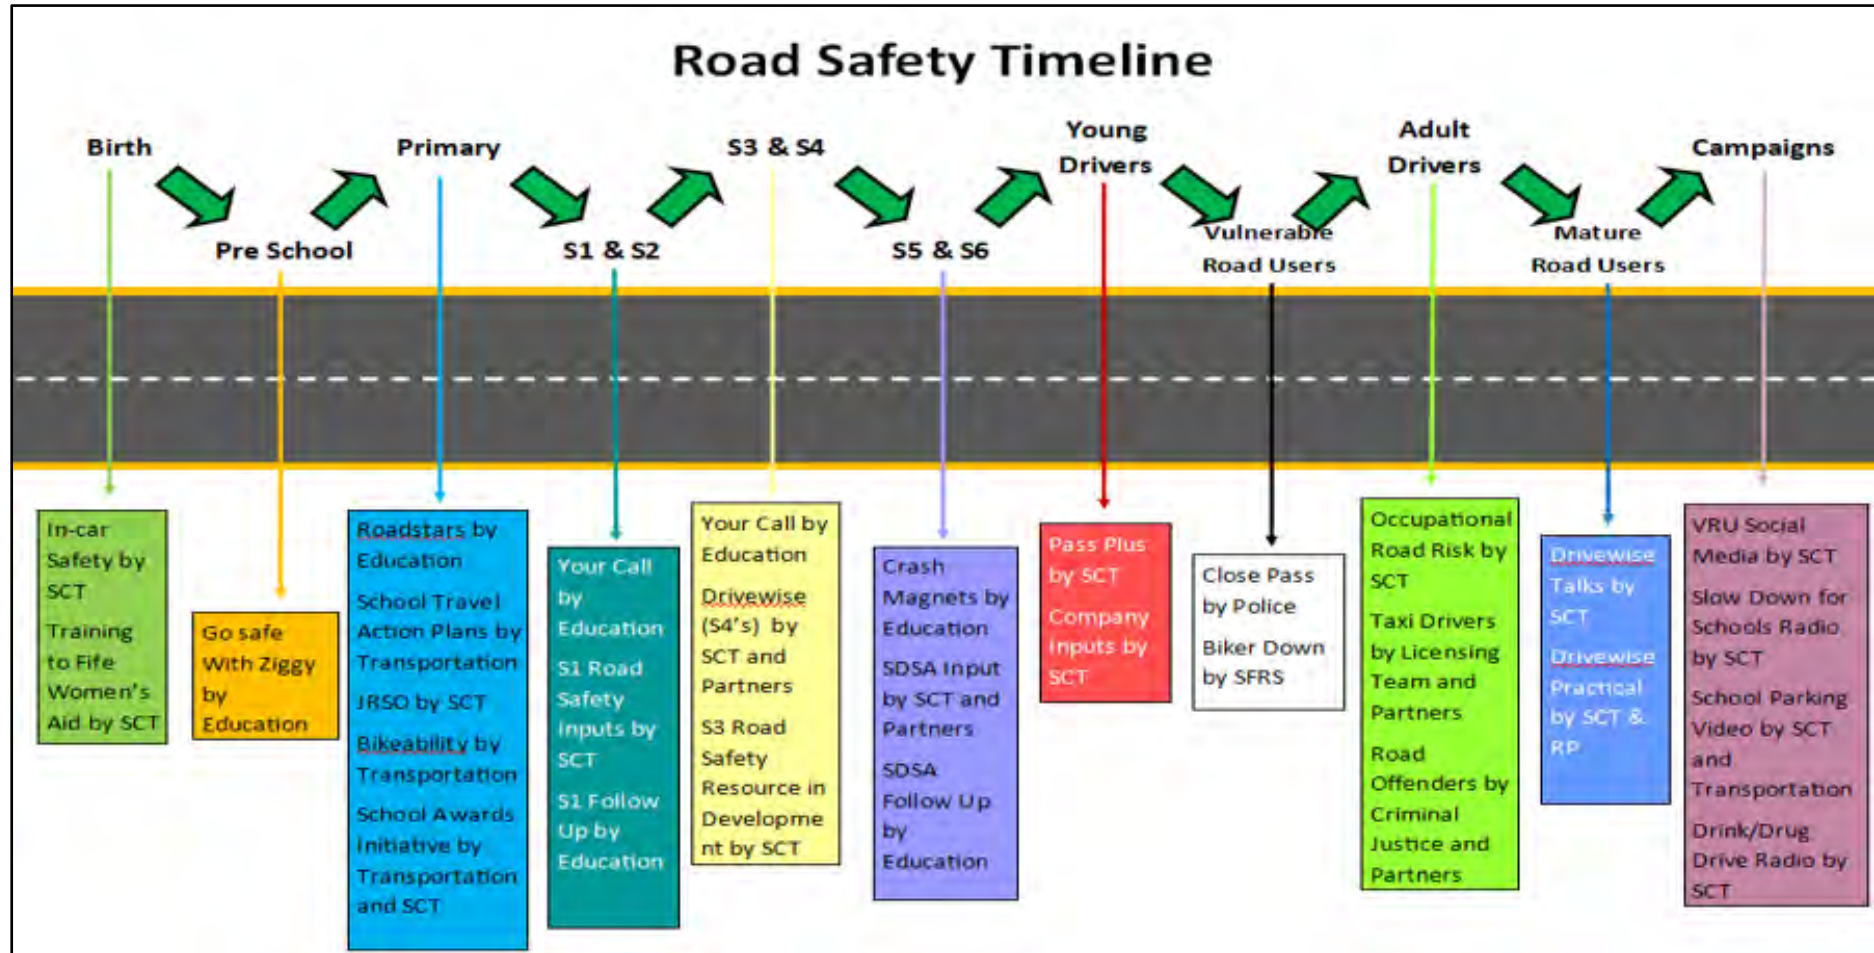 Road Safety Timeline
Birth
Pre School
Primary
S1 & S2
S3 & S4
S5 & S6
Young
Drivers
Vulnerable
Road Users
Adult
Drivers
Mature
Road Users
Campaigns
In-car
Safety by
SCT
Training
to Fife
Women's
Aid by SCT
Go safe
With Ziggy
by
Education
Roadstars by
Education
School Travel
Action Plans by
Transportation
JRSO by SCT
Bikeability by
Transportation
School Awards
Initiative by
Transportation
and SCT
Your Call
by
Education
S1 Road
Safety
Inputs by
SCT
S1 Follow
Up by
Education
Your Call by
Education
Drivewise
(S4's) by
SCT and
Partners
S3 Road
Safety
Resource in
Developme
nt by SCT
Crash
Magnets by
Education
SDSA Input
by SCT and
Partners
SDSA
Follow Up
by
Education
Pass Plus
by SCT
Company
Inputs by
SCT
Close Pass
by Police
Biker Down
by SFRS
Occupational
Road Risk by
SCT
Taxi Drivers
by Licensing
Team and
Partners
Road
Offenders by
Criminal
Justice and
Partners
Drivewise
Talks by
SCT
Drivewise
Practical
by SCT &
RP
VRU Social
Media by SCT
Slow Down for
Schools Radio
by SCT
School Parking
Video by SCT
and
Transportation
Drink/Drug
Drive Radio by
SCT